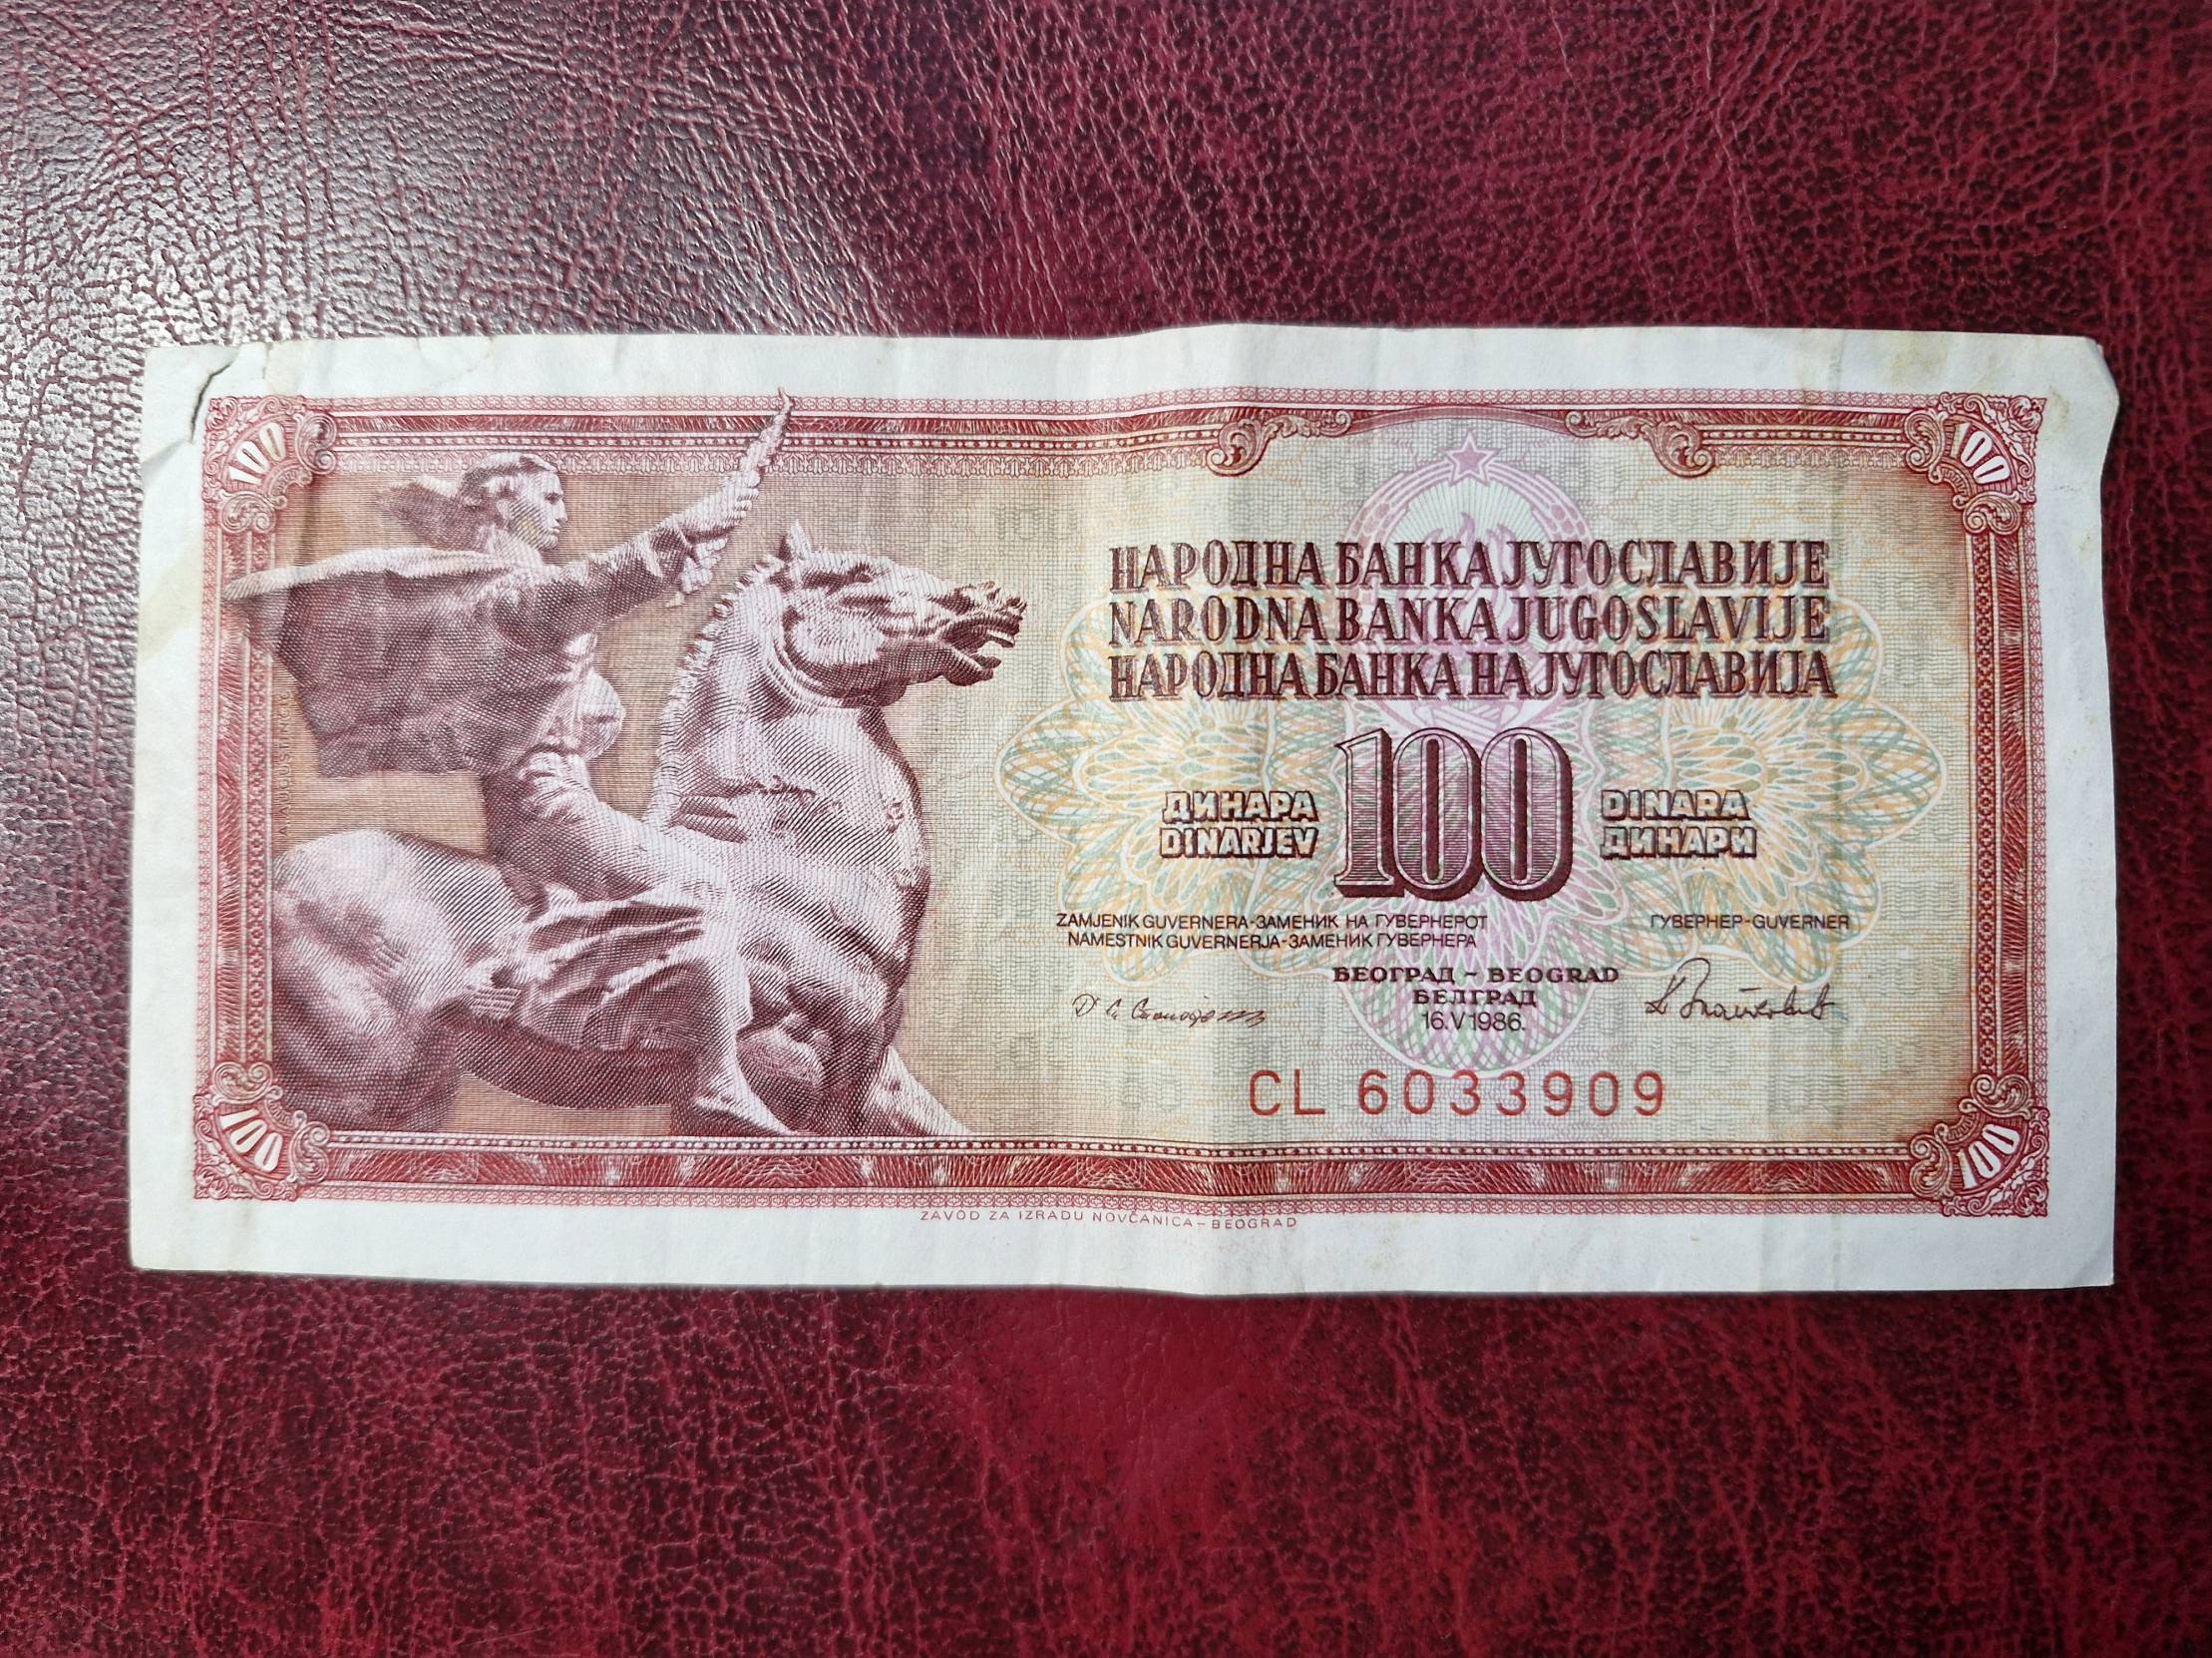 100
100
НАРОДНА БАНКА ЈУГОСЛАВИЈЕ
NARODNA BANKA JUGOSLAVIJE
НАРОДНА БАНКА НА ЈУГОСЛАВИЈА
ДИНАРА 100 DINARA
DINARJEV ДИНАРИ
ZAMJENIK GUVERNERA-ЗАМЕНИК НА ГУВЕРНЕРОТ ГУВЕРНЕР-GUVERNER
NAMESTNIK GUVERNERJA-ЗАМЕНИК ГУВЕРНЕРА
БЕОГРАД - BEOGRAD
БЕЛГРАД
16.V 1986.
CL 6033909
100
100
ZAVOD ZA IZRADU NOVČANICA-BEOGRAD